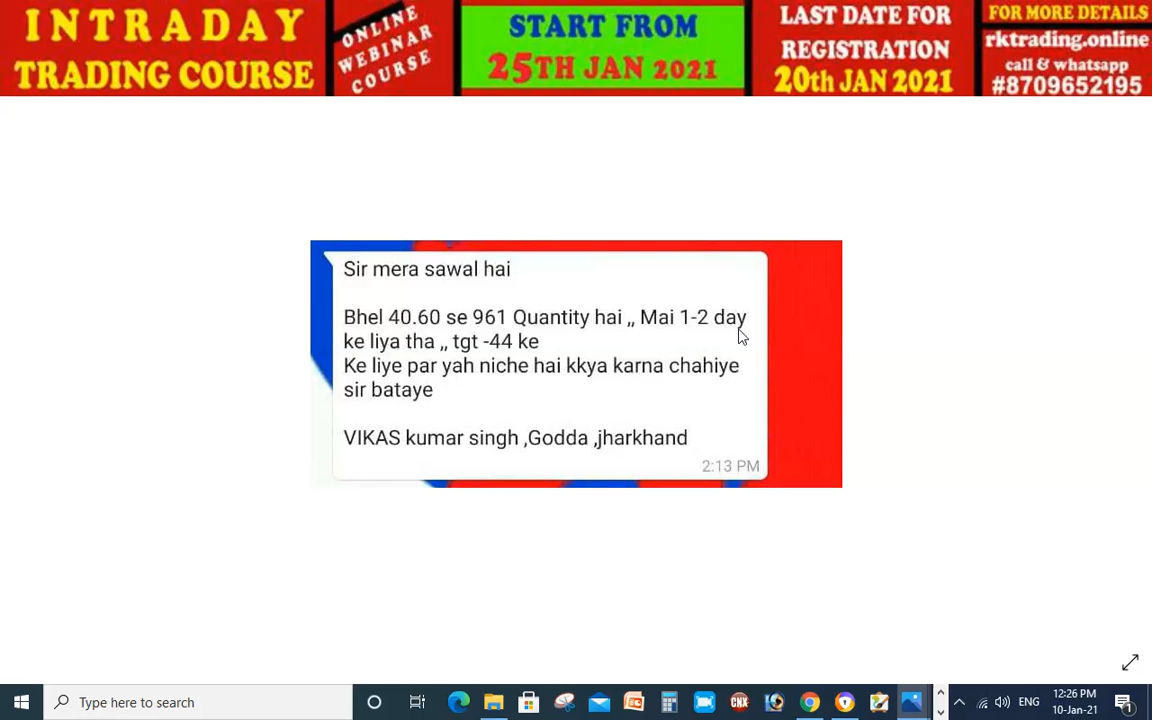 INTRADAY
TRADING COURSE
ONLINE
WEBINAR
COURSE
START FROM
25TH JAN 2021
LAST DATE FOR
REGISTRATION
20th JAN 2021
FOR MORE DETAILS
rktrading.online
call & whatsapp
#8709652195
Sir mera sawal hai
Bhel 40.60 se 961 Quantity hai ,, Mai 1-2 day
ke liya tha ,, tgt -44 ke
Ke liye par yah niche hai kkya karna chahiye
sir bataye
VIKAS kumar singh ,Godda ,jharkhand
2:13 PM
Type here to search
CNX
ENG
12:26 PM
10-Jan-21
1